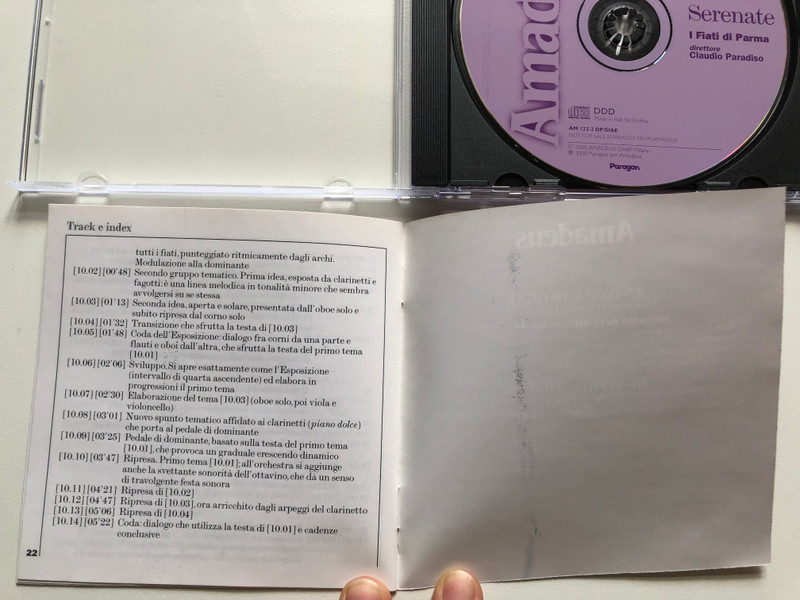 Amad
Serenate
I Fiati di Parma
direttore
Claudio Paradiso
DDD
AM 122-2 DP/SIAE
NOT FOR SALE SEPARATED FROM AMADEUS
Paragon
Track e index
tutti i fiati, punteggiato ritmicamente dagli archi.
Modulazione alla dominante
[10.02] [00'48] Secondo gruppo tematico. Prima idea, esposta da clarinetti e
fagotti: è una linea melodica in tonalità minore che sembra
avvolgersi su se stessa
[10.03] [01'13] Seconda idea, aperta e solare, presentata dall'oboe solo e
subito ripresa dal corno solo
[10.04] [01'32] Transizione che sfrutta la testa di [10.03]
[10.05] [01'48] Coda dell'Esposizione: dialogo fra corni da una parte e
flauti e oboi dall'altra, che sfrutta la testa del primo tema
[10.01]
[10.06] [02'06] Sviluppo. Si apre esattamente come l'Esposizione
(intervallo di quarta ascendente) ed elabora in
progressioni il primo tema
[10.07] [02'30] Elaborazione del tema [10.03] (oboe solo, poi viola e
violoncello)
[10.08] [03'01] Nuovo spunto tematico affidato ai clarinetti (piano dolce)
che porta al pedale di dominante
[10.09] [03'25] Pedale di dominante, basato sulla testa del primo tema
[10.01], che provoca un graduale crescendo dinamico
[10.10] [03'47] Ripresa. Primo tema [10.01]; all'orchestra si aggiunge
anche la svettante sonorità dell'ottavino, che dà un senso
di travolgente festa sonora
[10.11] [04'21] Ripresa di [10.02]
[10.12] [04'47] Ripresa di [10.03], ora arricchito dagli arpeggi del clarinetto
[10.13] [05'06] Ripresa di [10.04]
[10.14] [05'22] Coda: dialogo che utilizza la testa di [10.01] e cadenze
conclusive
22